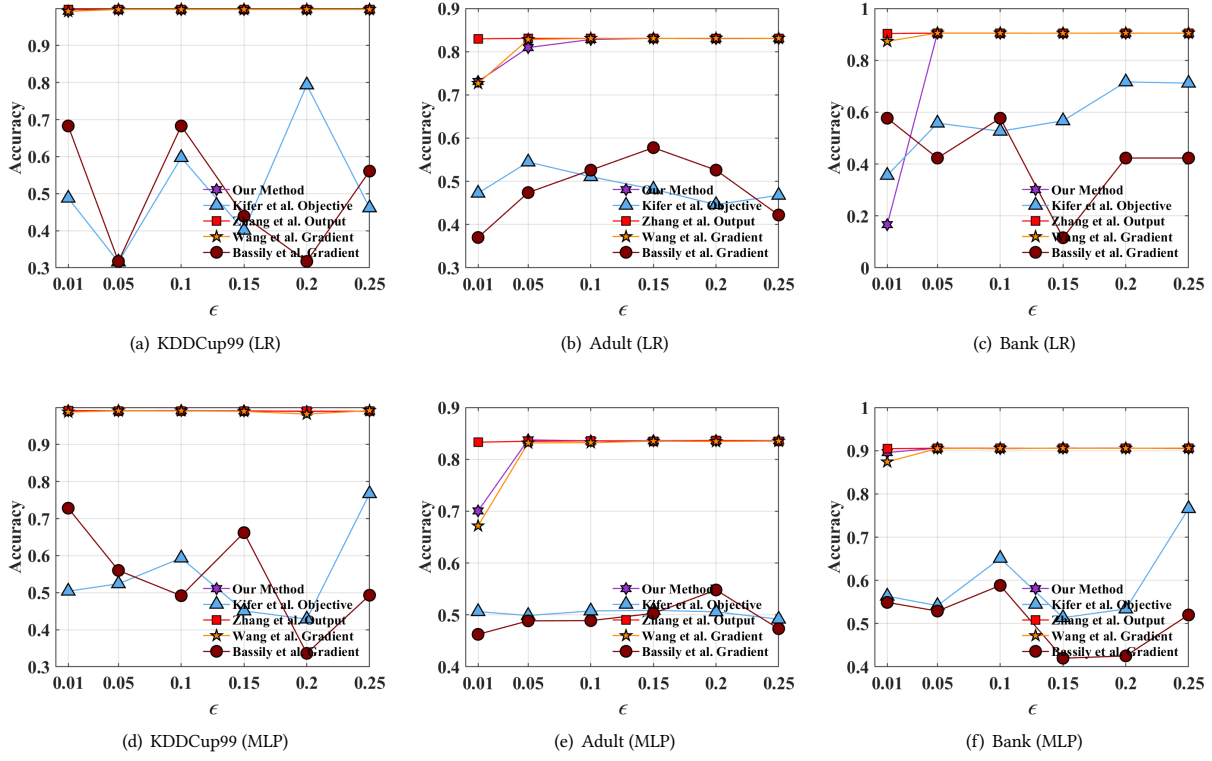 0.9
0.8
0.7
0.6
0.5
0.4
0.3
Accuracy
Our Method
Kifer et al. Objective
Zhang et al. Output
Wang et al. Gradient
Bassily et al. Gradient
0.01 0.05 0.1 0.15 0.2 0.25
ϵ
(a) KDDCup99 (LR)
0.9
0.8
0.7
0.6
0.5
0.4
0.3
Accuracy
Our Method
Kifer et al. Objective
Zhang et al. Output
Wang et al. Gradient
Bassily et al. Gradient
0.01 0.05 0.1 0.15 0.2 0.25
ϵ
(b) Adult (LR)
1
0.8
0.6
0.4
0.2
0
Accuracy
Our Method
Kifer et al. Objective
Zhang et al. Output
Wang et al. Gradient
Bassily et al. Gradient
0.01 0.05 0.1 0.15 0.2 0.25
ϵ
(c) Bank (LR)
0.9
0.8
0.7
0.6
0.5
0.4
0.3
Accuracy
Our Method
Kifer et al. Objective
Zhang et al. Output
Wang et al. Gradient
Bassily et al. Gradient
0.01 0.05 0.1 0.15 0.2 0.25
ϵ
(d) KDDCup99 (MLP)
0.9
0.8
0.7
0.6
0.5
0.4
Accuracy
Our Method
Kifer et al. Objective
Zhang et al. Output
Wang et al. Gradient
Bassily et al. Gradient
0.01 0.05 0.1 0.15 0.2 0.25
ϵ
(e) Adult (MLP)
1
0.9
0.8
0.7
0.6
0.5
0.4
Accuracy
Our Method
Kifer et al. Objective
Zhang et al. Output
Wang et al. Gradient
Bassily et al. Gradient
0.01 0.05 0.1 0.15 0.2 0.25
ϵ
(f) Bank (MLP)